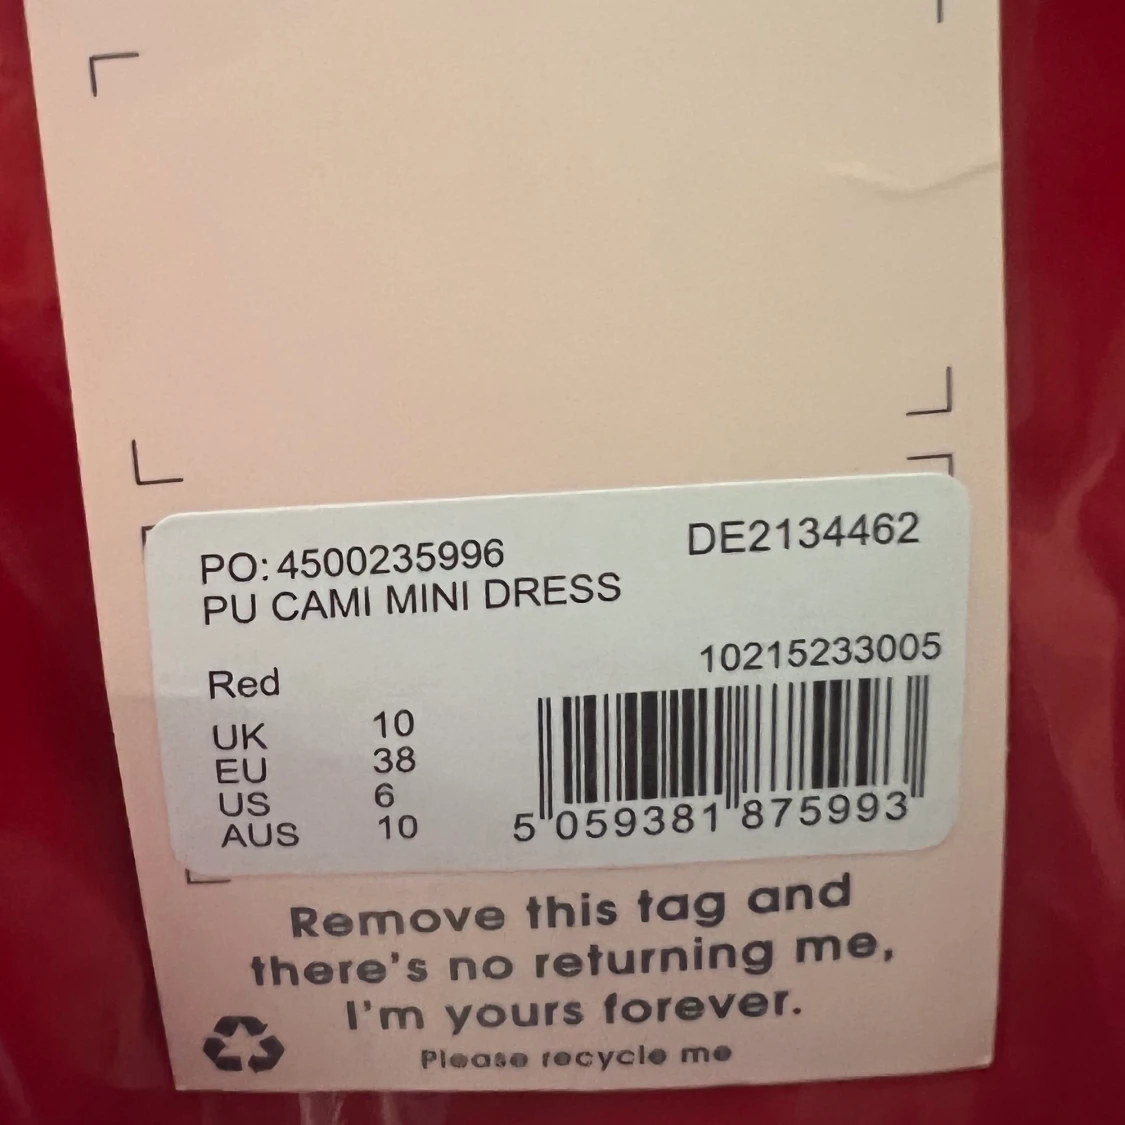 PO: 4500235996
DE2134462
PU CAMI MINI DRESS
10215233005
Red
UK 10
EU 38
US 6
AUS 10
5 059381 875993
Remove this tag and
there's no returning me,
I'm yours forever.
Please recycle me